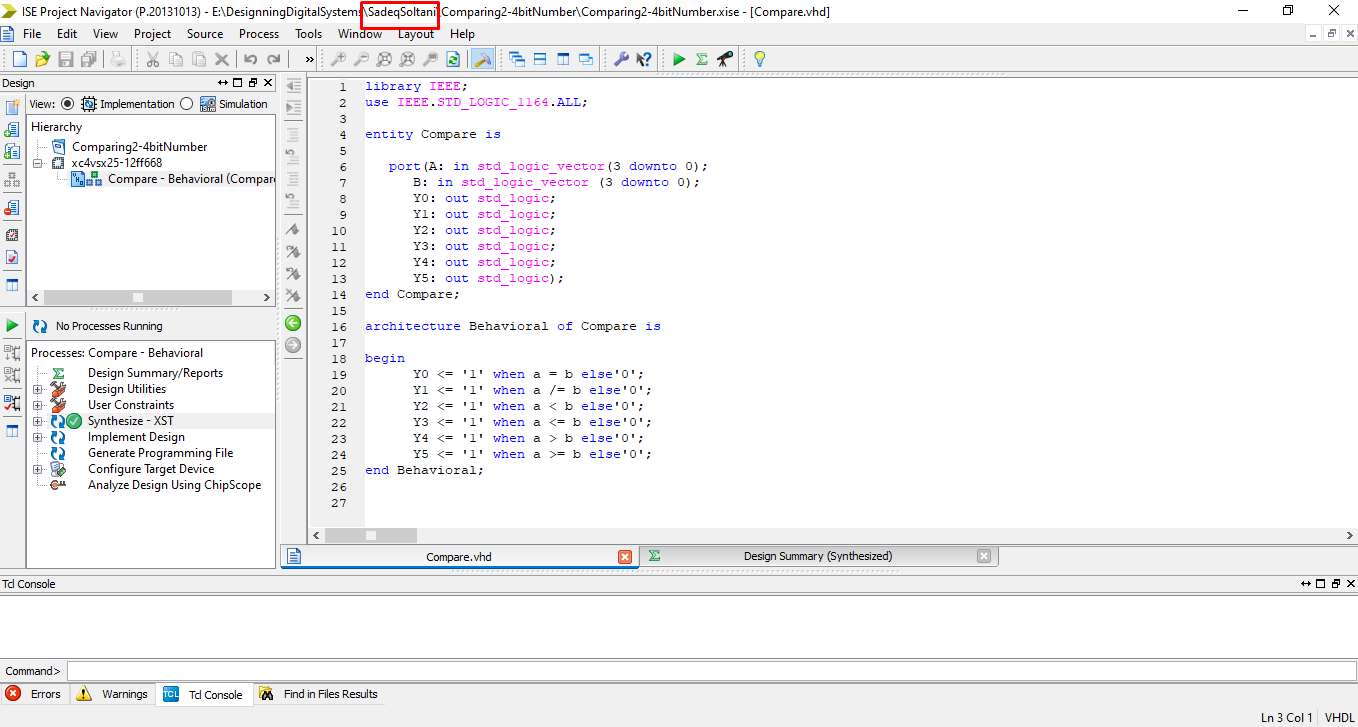 ISE Project Navigator (P.20131013) - E:\DesignningDigitalSystems\SadeqSoltani\Comparing2-4bitNumber\Comparing2-4bitNumber.xise - [Compare.vhd]
File Edit View Project Source Process Tools Window Layout Help
Design
View: Implementation Simulation
Hierarchy
Comparing2-4bitNumber
xc4vsx25-12ff668
Compare - Behavioral (Compare
No Processes Running
Processes: Compare - Behavioral
Design Summary/Reports
Design Utilities
User Constraints
Synthesize - XST
Implement Design
Generate Programming File
Configure Target Device
Analyze Design Using ChipScope
1 library IEEE;
2 use IEEE.STD_LOGIC_1164.ALL;
3
4 entity Compare is
5
6 port(A: in std_logic_vector(3 downto 0);
7 B: in std_logic_vector (3 downto 0);
8 Y0: out std_logic;
9 Y1: out std_logic;
10 Y2: out std_logic;
11 Y3: out std_logic;
12 Y4: out std_logic;
13 Y5: out std_logic);
14 end Compare;
15
16 architecture Behavioral of Compare is
17
18 begin
19 Y0 <= '1' when a = b else'0';
20 Y1 <= '1' when a /= b else'0';
21 Y2 <= '1' when a < b else'0';
22 Y3 <= '1' when a <= b else'0';
23 Y4 <= '1' when a > b else'0';
24 Y5 <= '1' when a >= b else'0';
25 end Behavioral;
26
27
Compare.vhd
Design Summary (Synthesized)
Tcl Console
Command>
Errors Warnings Tcl Console Find in Files Results
Ln 3 Col 1 VHDL